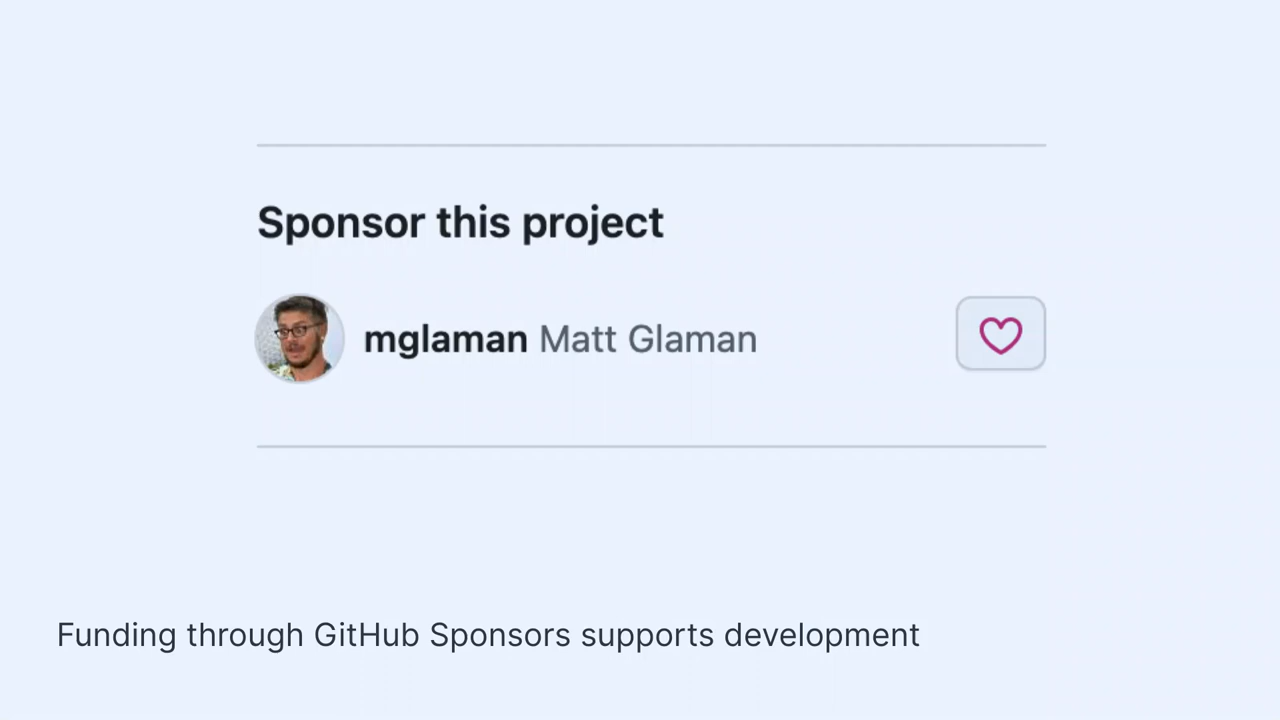 Sponsor this project
mglaman Matt Glaman
Funding through GitHub Sponsors supports development